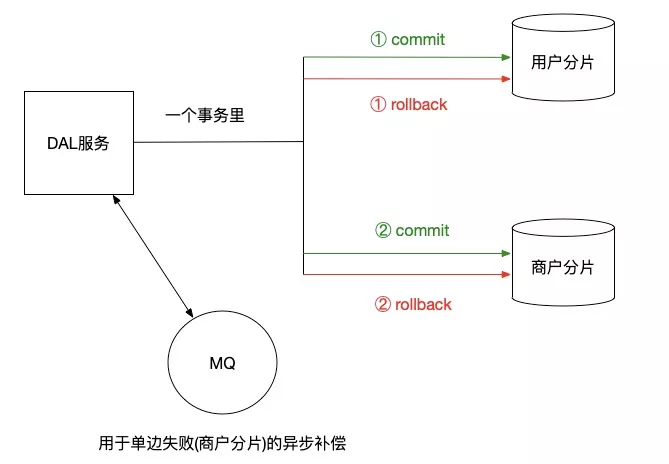 ① commit
用户分片
① rollback
一个事务里
DAL服务
② commit
商户分片
② rollback
MQ
用于单边失败(商户分片)的异步补偿